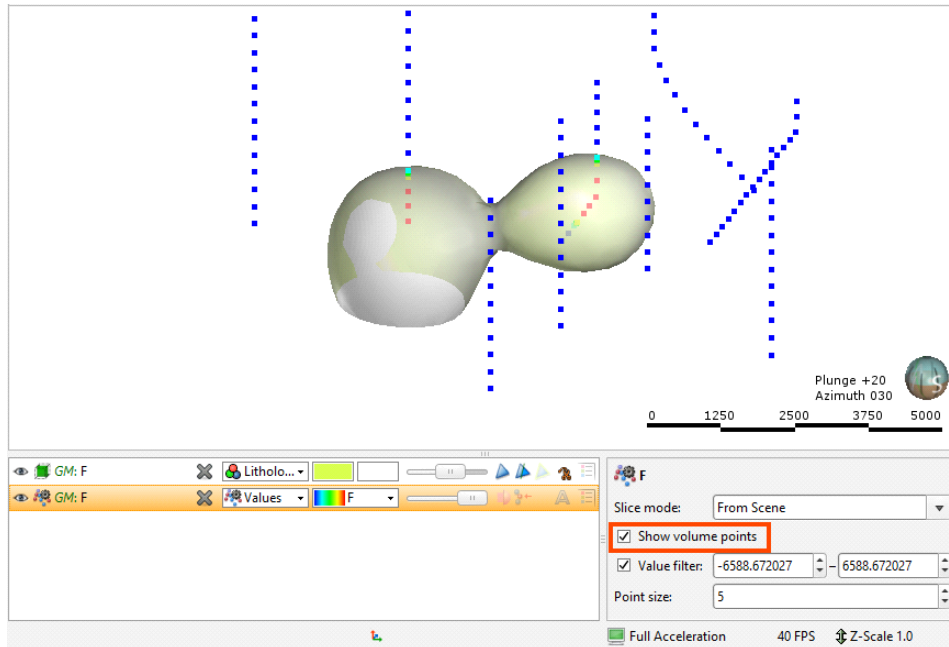 Plunge +20
Azimuth 030
0 1250 2500 3750 5000
S
GM: F Litholo...
GM: F Values F A
F
Slice mode: From Scene
Show volume points
Value filter: -6588.672027 – 6588.672027
Point size: 5
Full Acceleration 40 FPS Z-Scale 1.0